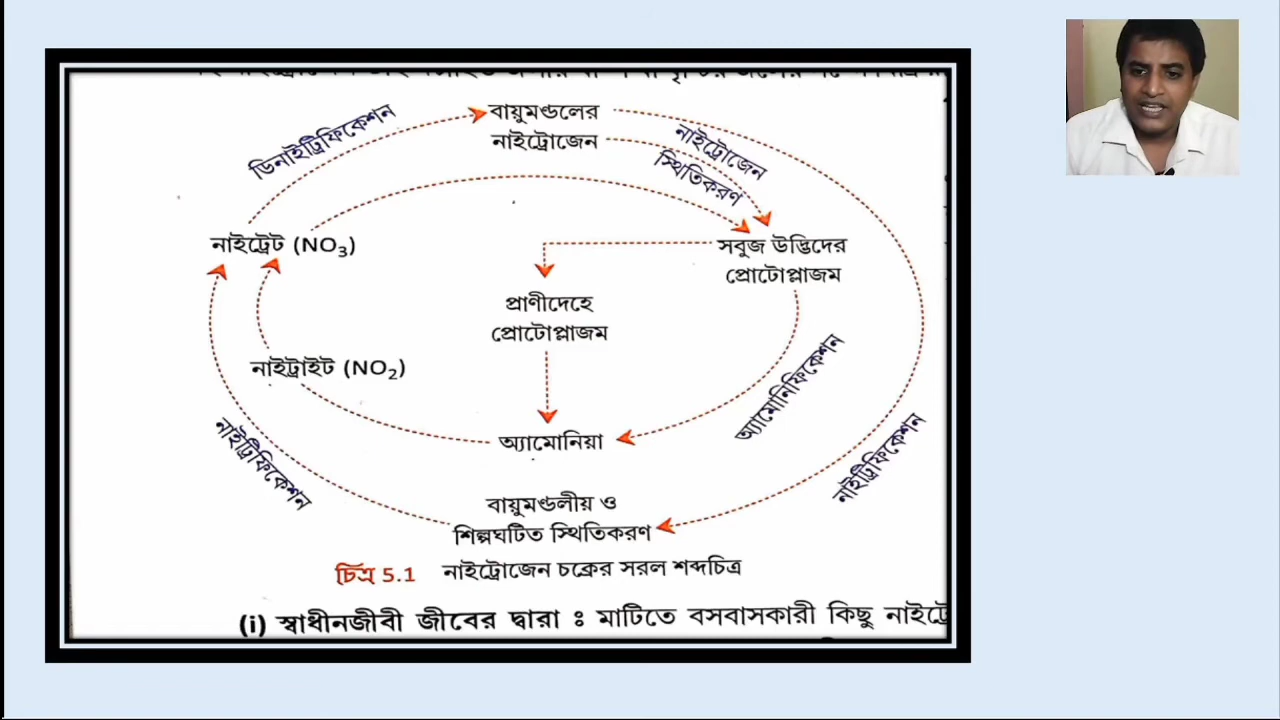 বায়ুমণ্ডলের
নাইট্রোজেন
ডিনাইট্রিফিকেশন
নাইট্রোজেন
স্থিতিকরণ
নাইট্রেট (NO3)
সবুজ উদ্ভিদের
প্রোটোপ্লাজম
প্রাণীদেহে
প্রোটোপ্লাজম
নাইট্রাইট (NO2)
অ্যামোনিফিকেশন
অ্যামোনিয়া
নাইট্রিফিকেশন
নাইট্রিফিকেশন
বায়ুমণ্ডলীয় ও
শিল্পঘটিত স্থিতিকরণ
চিত্র 5.1 নাইট্রোজেন চক্রের সরল শব্দচিত্র
(i) স্বাধীনজীবী জীবের দ্বারা ঃ মাটিতে বসবাসকারী কিছু